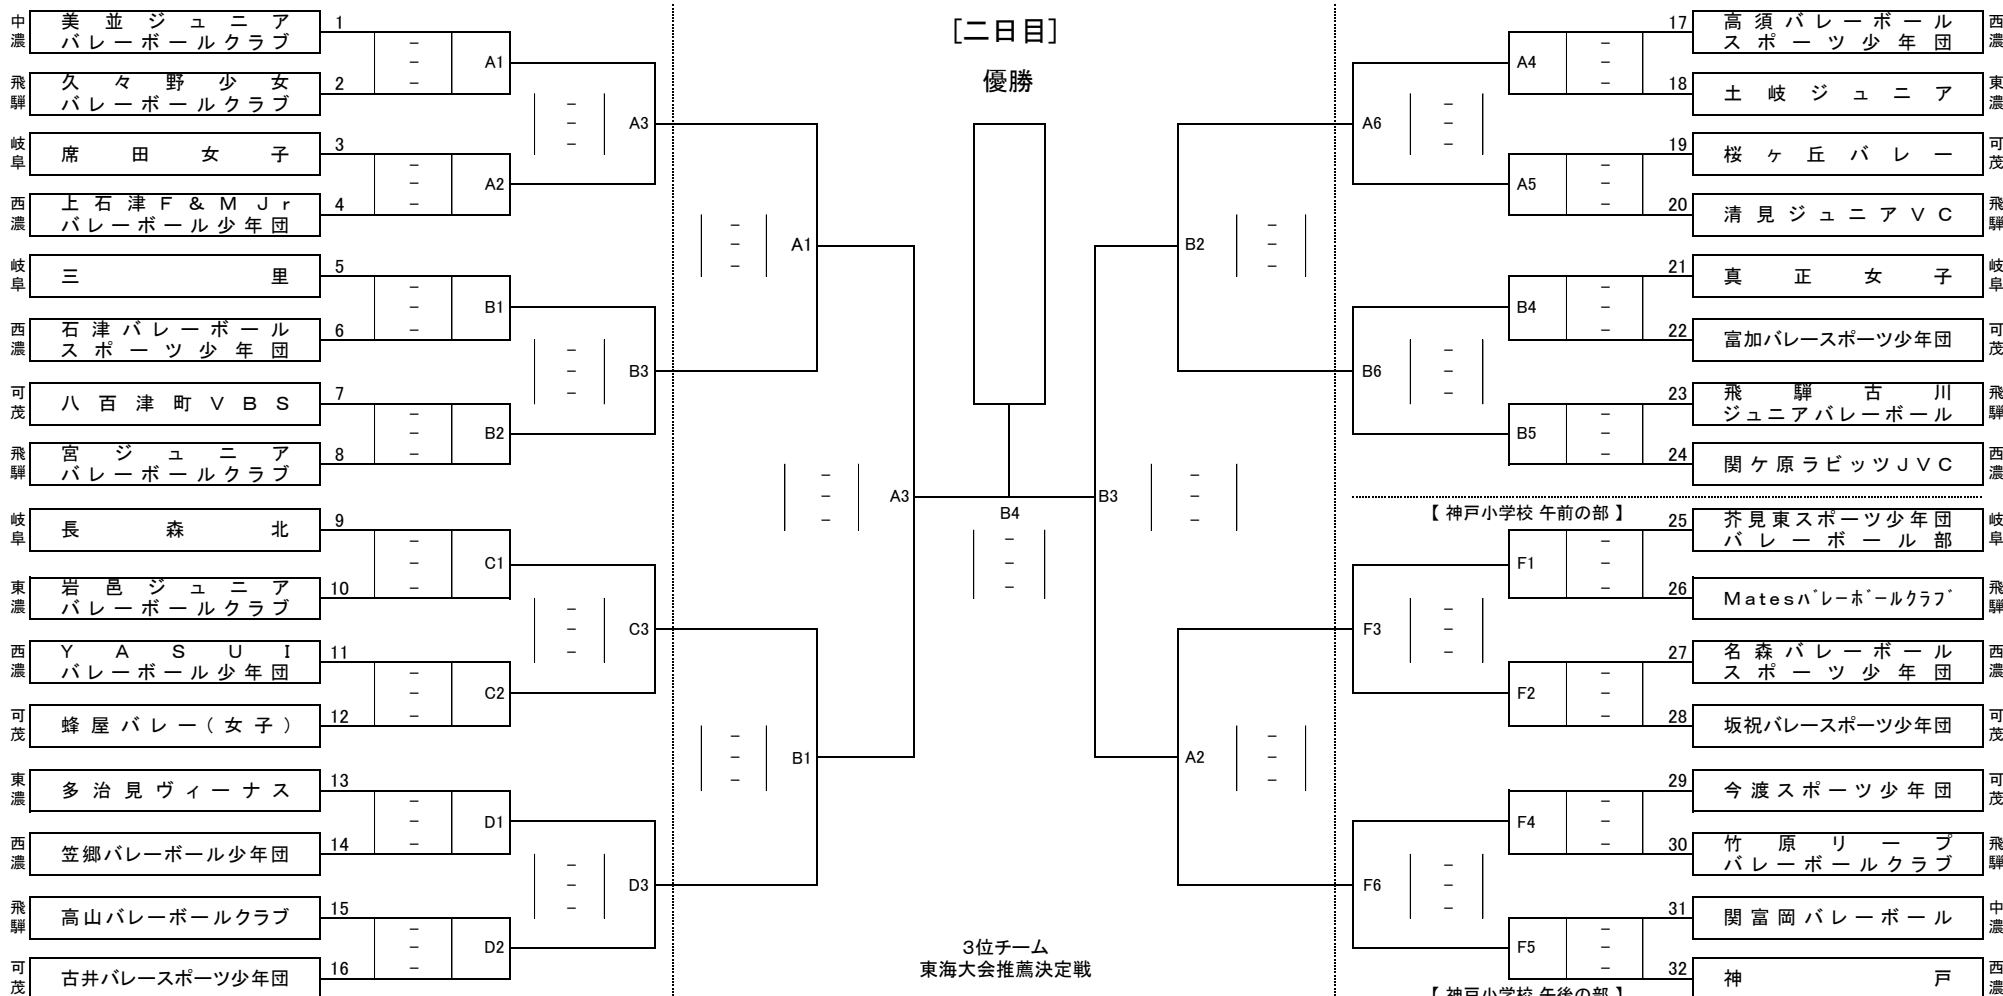 [二日目]
優勝
中濃
美並ジュニア
バレーボールクラブ
1
飛騨
久々野少女
バレーボールクラブ
2
A1
岐阜
席田女子
3
西濃
上石津F&MJr
バレーボール少年団
4
A2
A3
岐阜
三里
5
西濃
石津バレーボール
スポーツ少年団
6
B1
可茂
八百津町VBS
7
飛騨
宮ジュニア
バレーボールクラブ
8
B2
B3
A1
岐阜
長森北
9
東濃
岩邑ジュニア
バレーボールクラブ
10
C1
西濃
YASUI
バレーボール少年団
11
可茂
蜂屋バレー(女子)
12
C2
C3
東濃
多治見ヴィーナス
13
西濃
笠郷バレーボール少年団
14
D1
飛騨
高山バレーボールクラブ
15
可茂
古井バレースポーツ少年団
16
D2
D3
B1
A3
B4
B3
3位チーム
東海大会推薦決定戦
17
高須バレーボール
スポーツ少年団
西濃
A4
18
土岐ジュニア
東濃
A6
19
桜ヶ丘バレー
可茂
A5
20
清見ジュニアVC
飛騨
B2
21
真正女子
岐阜
B4
22
富加バレースポーツ少年団
可茂
B6
23
飛騨古川
ジュニアバレーボール
飛騨
B5
24
関ケ原ラビッツJVC
西濃
【 神戸小学校 午前の部 】
25
芥見東スポーツ少年団
バレーボール部
岐阜
F1
26
Matesバレーボールクラブ
飛騨
F3
27
名森バレーボール
スポーツ少年団
西濃
F2
28
坂祝バレースポーツ少年団
可茂
A2
29
今渡スポーツ少年団
可茂
F4
30
竹原リープ
バレーボールクラブ
飛騨
F6
31
関富岡バレーボール
中濃
F5
32
神戸
西濃
【 神戸小学校 午後の部 】